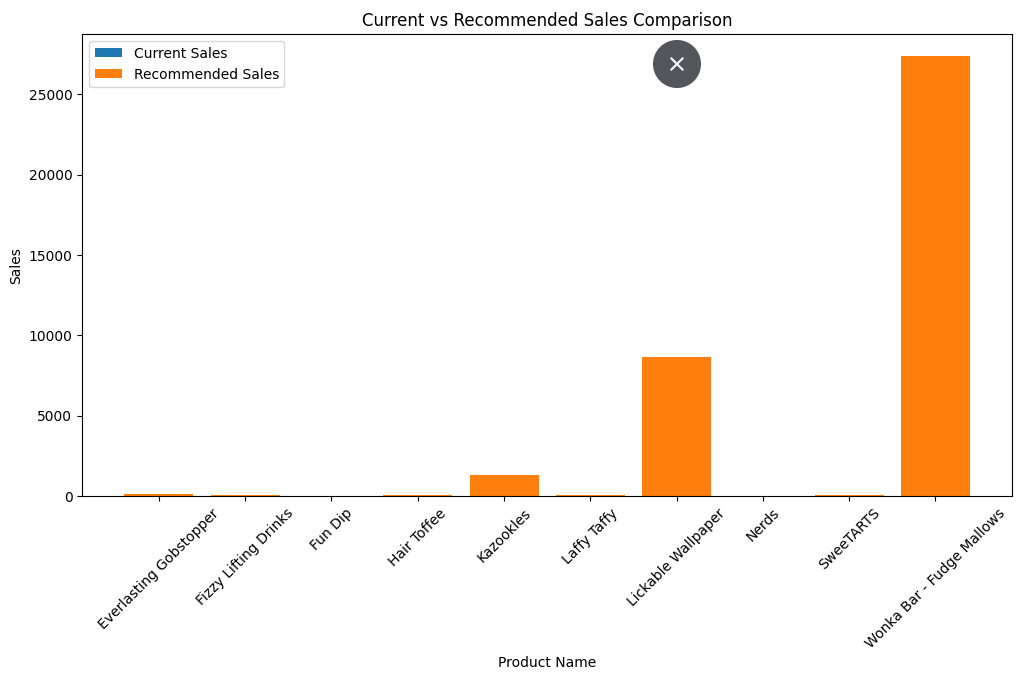 Current vs Recommended Sales Comparison
Current Sales
Recommended Sales
Sales
25000
20000
15000
10000
5000
0
Everlasting Gobstopper
Fizzy Lifting Drinks
Fun Dip
Hair Toffee
Kazookles
Laffy Taffy
Lickable Wallpaper
Nerds
SweeTARTS
Wonka Bar - Fudge Mallows
Product Name